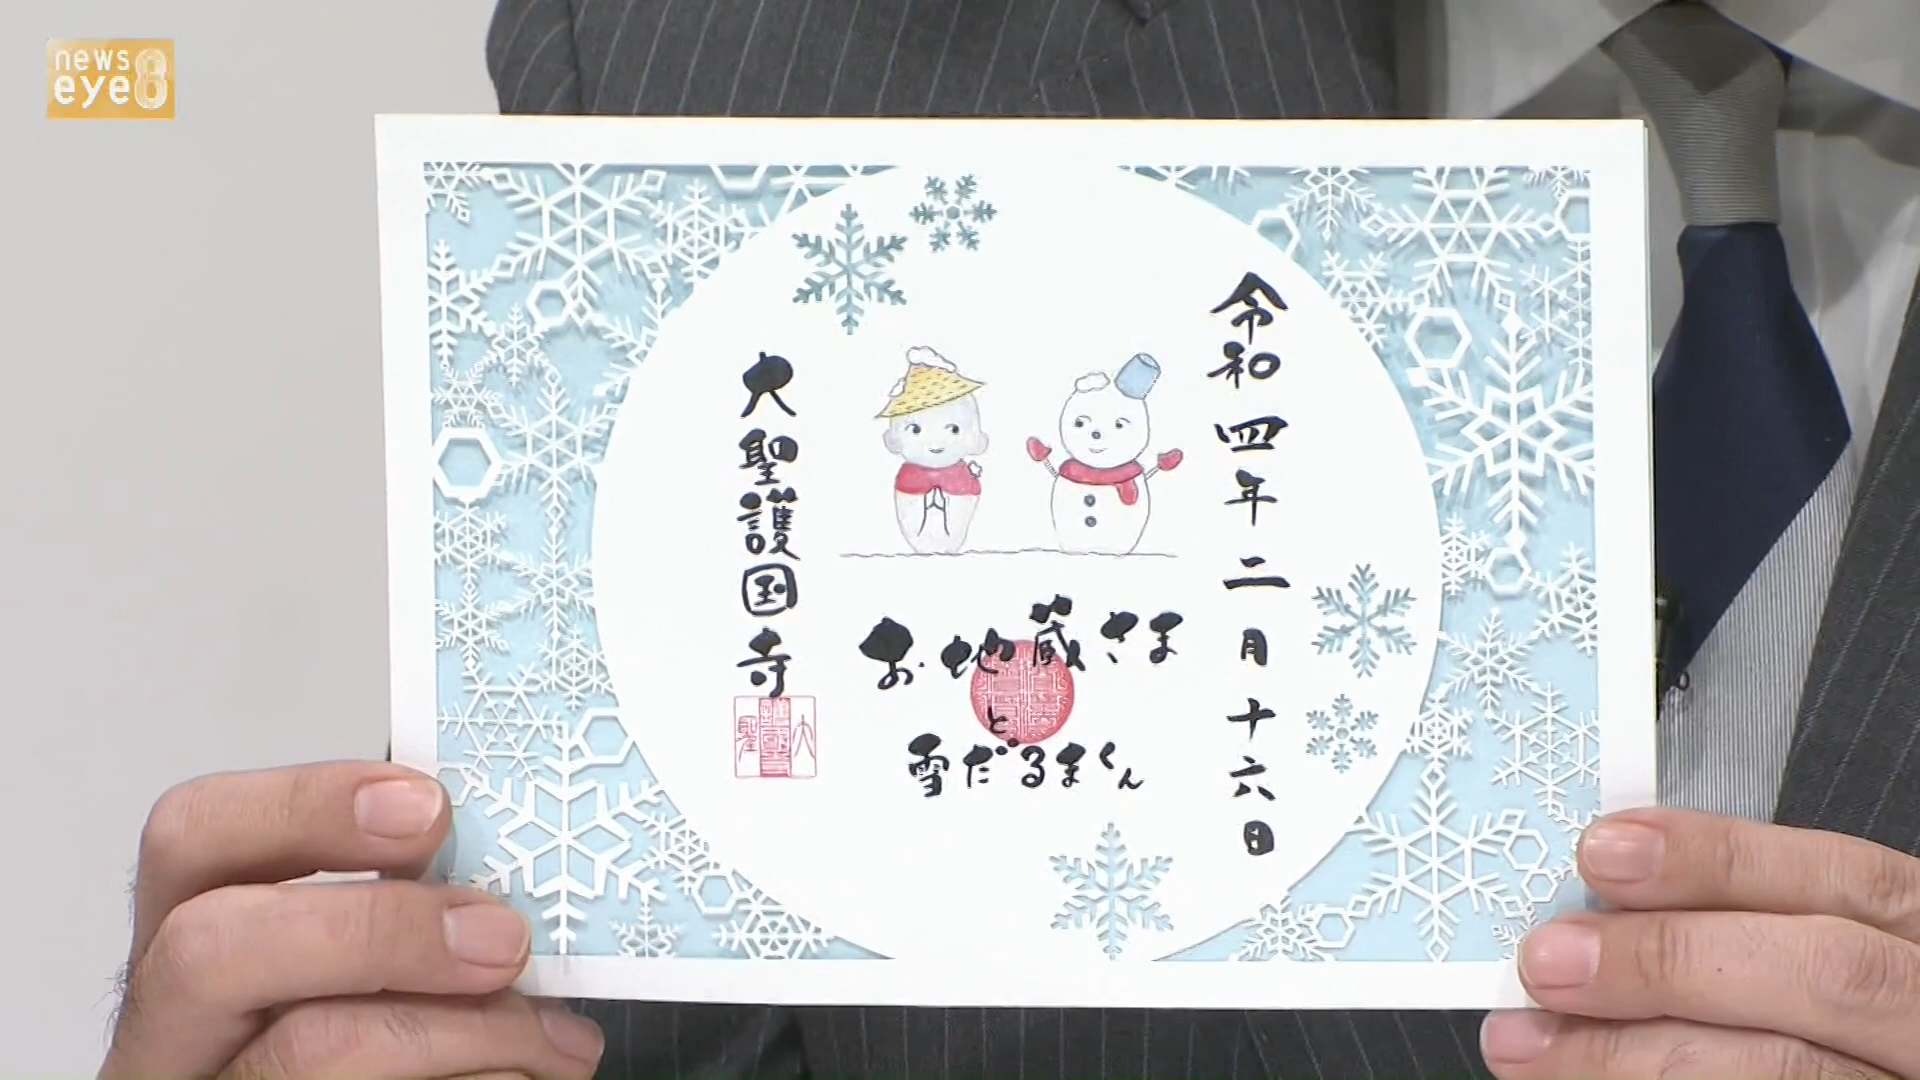 news
eye8
令和四年二月十六日
お地蔵さま
と
雪だるまくん
大聖護国寺